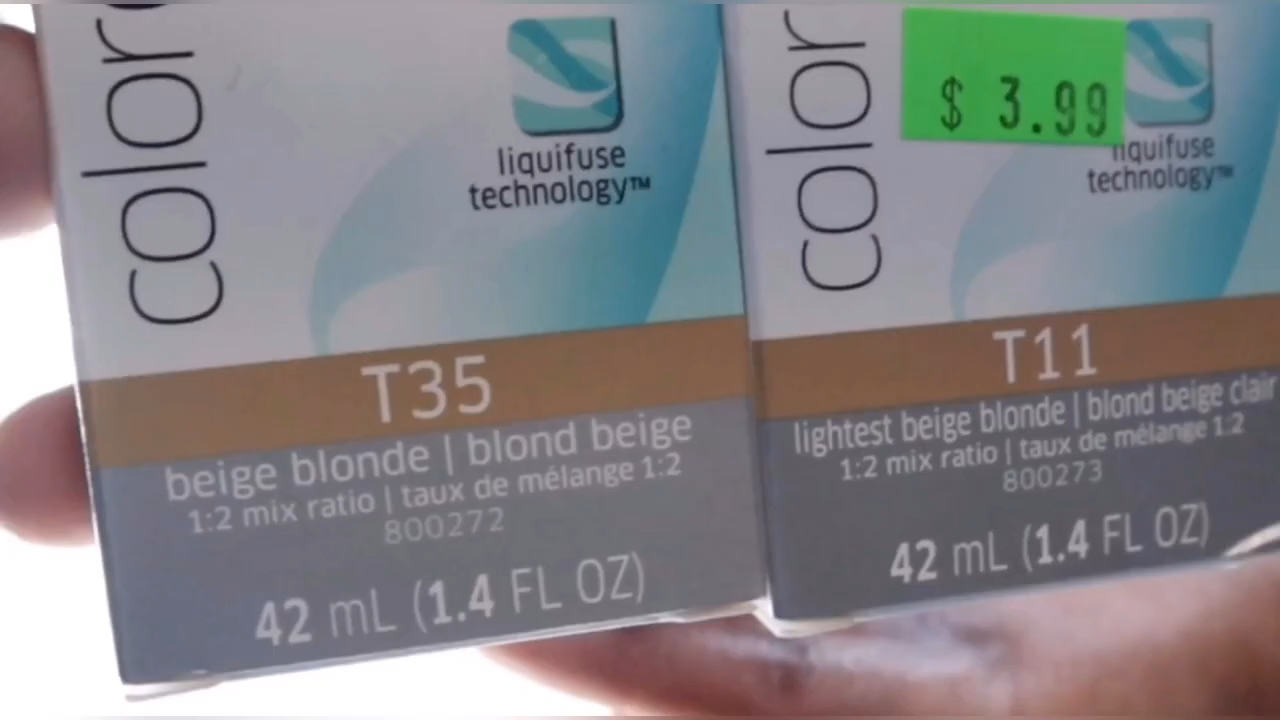 color
liquifuse
technology™
T35
beige blonde | blond beige
1:2 mix ratio | taux de mélange 1:2
800272
42 mL (1.4 FL OZ)
color
$ 3.99
liquifuse
technology™
T11
lightest beige blonde | blond beige clair
1:2 mix ratio | taux de mélange 1:2
800273
42 mL (1.4 FL OZ)